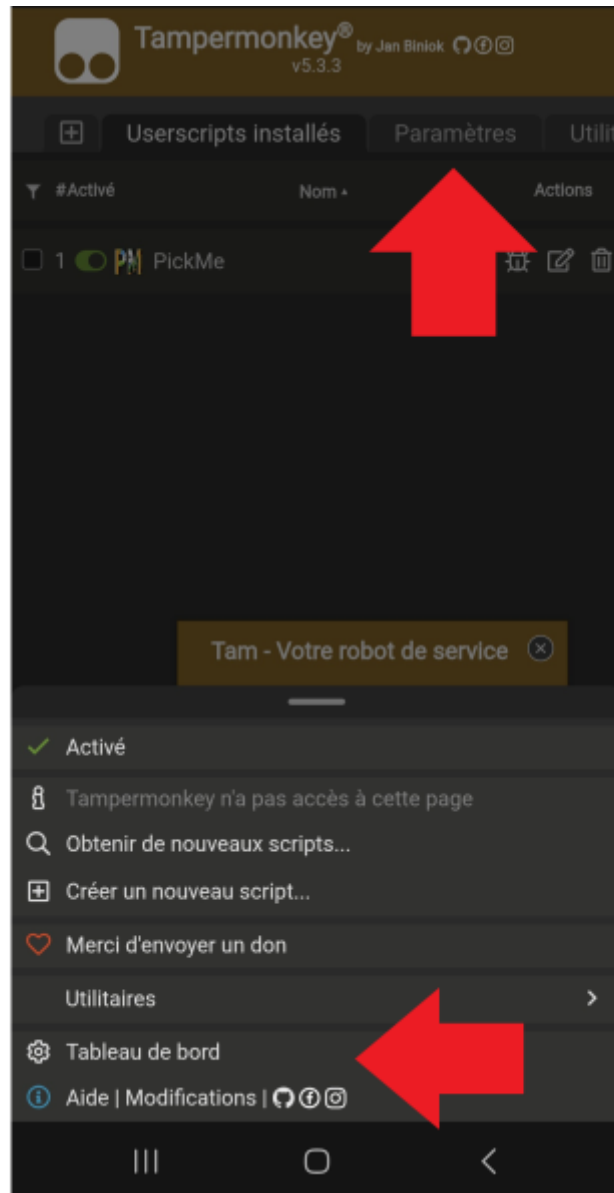 Tampermonkey® by Jan Biniok
v5.3.3
Userscripts installés Paramètres Utilit
#Activé Nom Actions
1 PM PickMe
Tam - Votre robot de service
Activé
Tampermonkey n'a pas accès à cette page
Obtenir de nouveaux scripts...
Créer un nouveau script...
Merci d'envoyer un don
Utilitaires
Tableau de bord
Aide | Modifications |